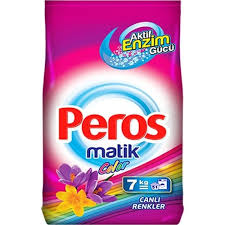 Aktif
Enzim
Gücü
Peros
matik
Color
7 kg
CANLI
RENKLER